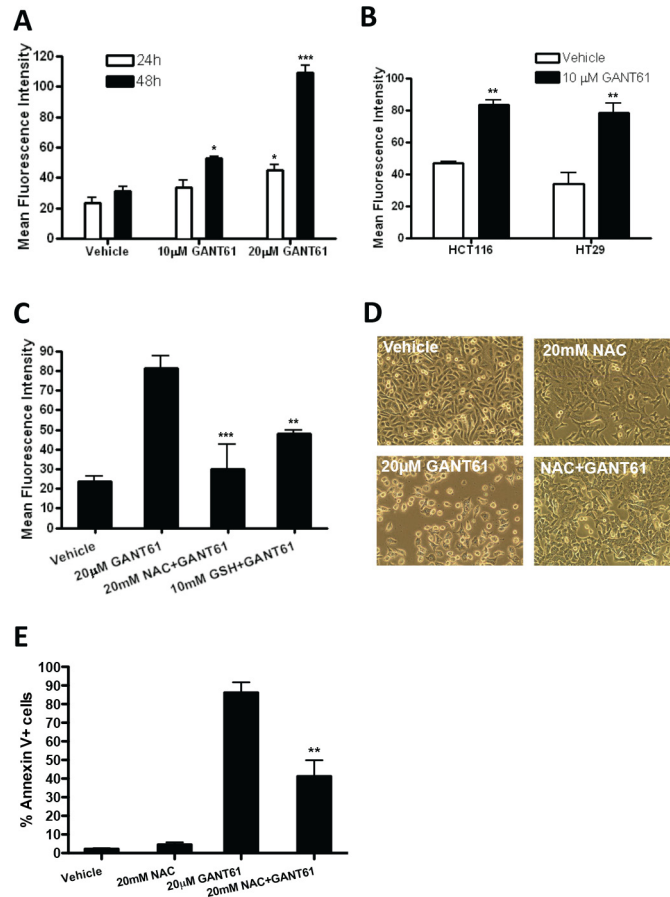 A
24h
48h
Mean Fluorescence Intensity
120
100
80
60
40
20
0
*
*
***
Vehicle
10μM GANT61
20μM GANT61
B
Vehicle
10 μM GANT61
Mean Fluorescence Intensity
100
80
60
40
20
0
**
**
HCT116
HT29
C
Mean Fluorescence Intensity
90
80
70
60
50
40
30
20
10
0
***
**
Vehicle
20μM GANT61
20mM NAC+GANT61
10mM GSH+GANT61
D
Vehicle
20mM NAC
20μM GANT61
NAC+GANT61
E
% Annexin V+ cells
100
90
80
70
60
50
40
30
20
10
0
**
Vehicle
20mM NAC
20μM GANT61
20mM NAC+GANT61